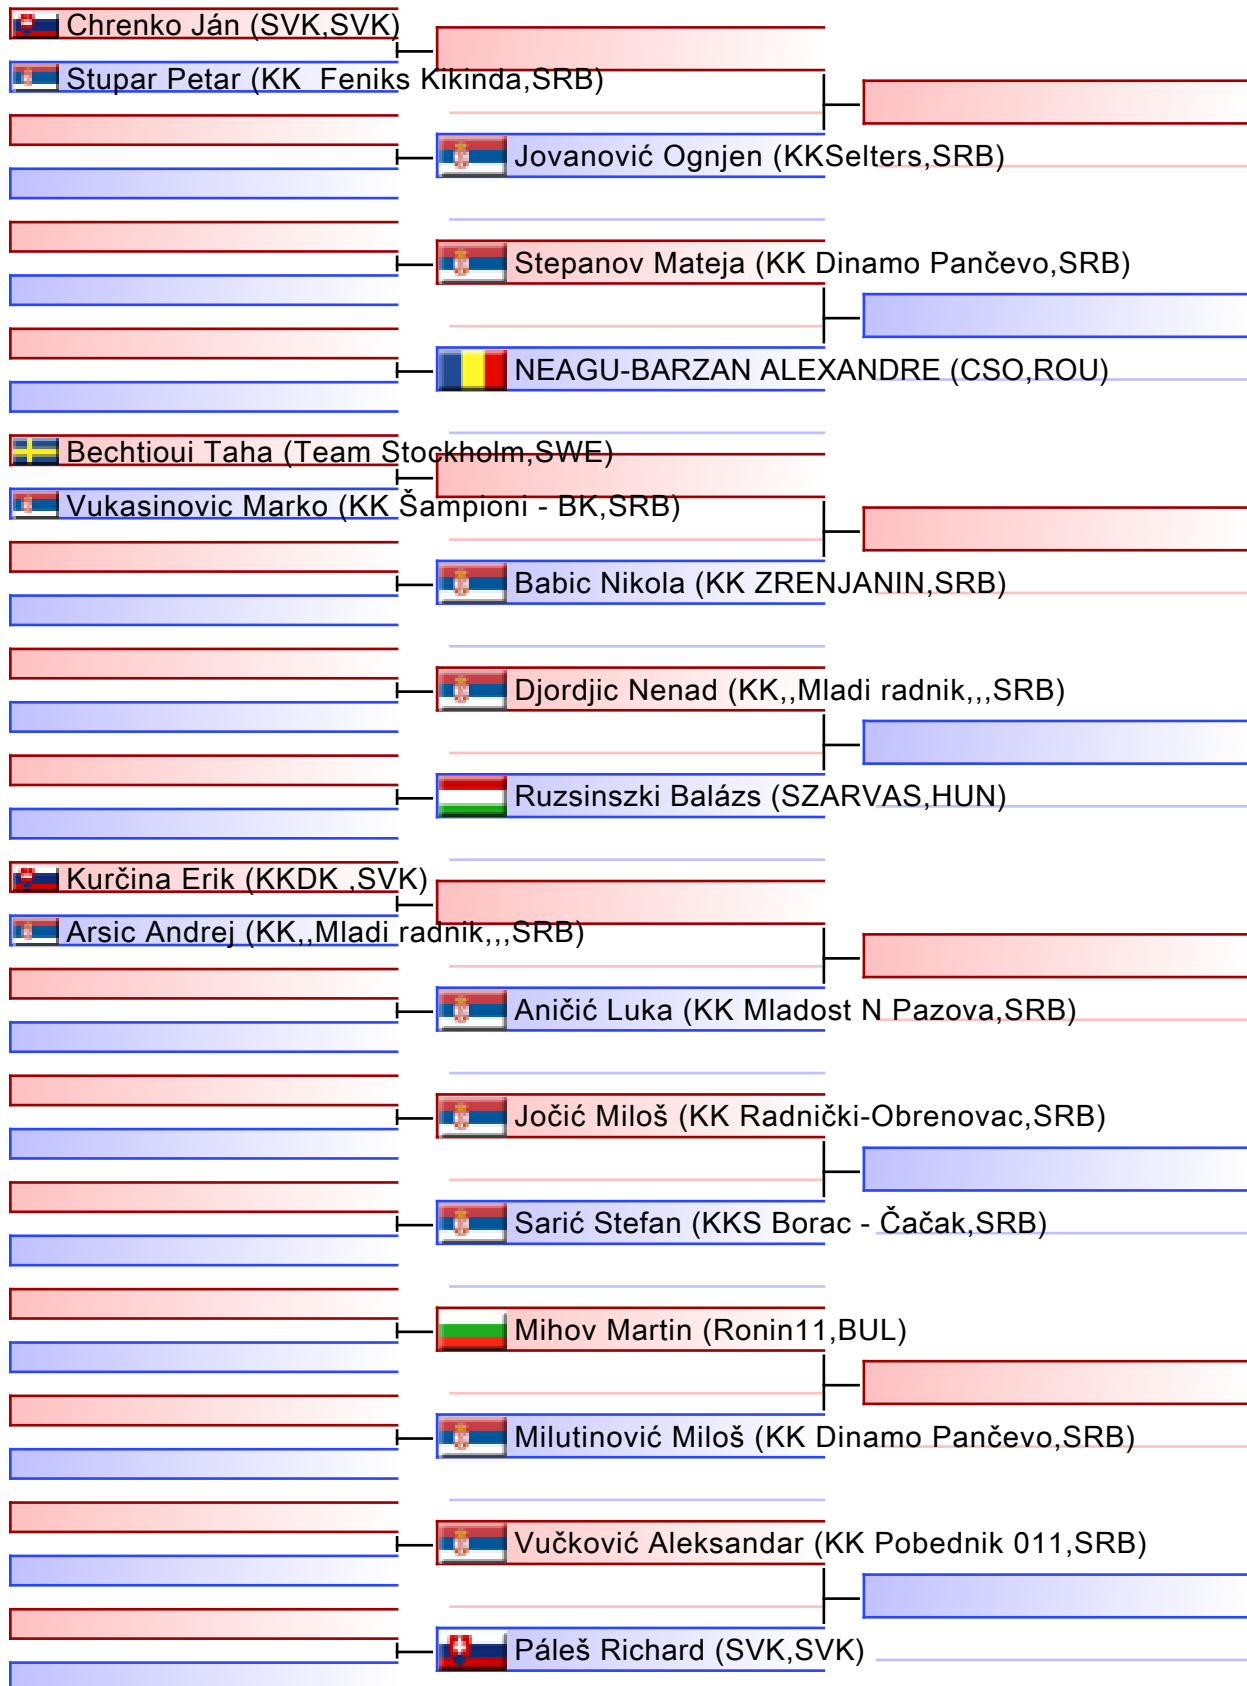 Chrenko Ján (SVK,SVK)
Stupar Petar (KK  Feniks Kikinda,SRB)
Jovanović Ognjen (KKSelters,SRB)
Stepanov Mateja (KK Dinamo Pančevo,SRB)
NEAGU-BARZAN ALEXANDRE (CSO,ROU)
Bechtioui Taha (Team Stockholm,SWE)
Vukasinovic Marko (KK Šampioni - BK,SRB)
Babic Nikola (KK ZRENJANIN,SRB)
Djordjic Nenad (KK,,Mladi radnik,,,SRB)
Ruzsinszki Balázs (SZARVAS,HUN)
Kurčina Erik (KKDK ,SVK)
Arsic Andrej (KK,,Mladi radnik,,,SRB)
Aničić Luka (KK Mladost N Pazova,SRB)
Jočić Miloš (KK Radnički-Obrenovac,SRB)
Sarić Stefan (KKS Borac - Čačak,SRB)
Mihov Martin (Ronin11,BUL)
Milutinović Miloš (KK Dinamo Pančevo,SRB)
Vučković Aleksandar (KK Pobednik 011,SRB)
Páleš Richard (SVK,SVK)